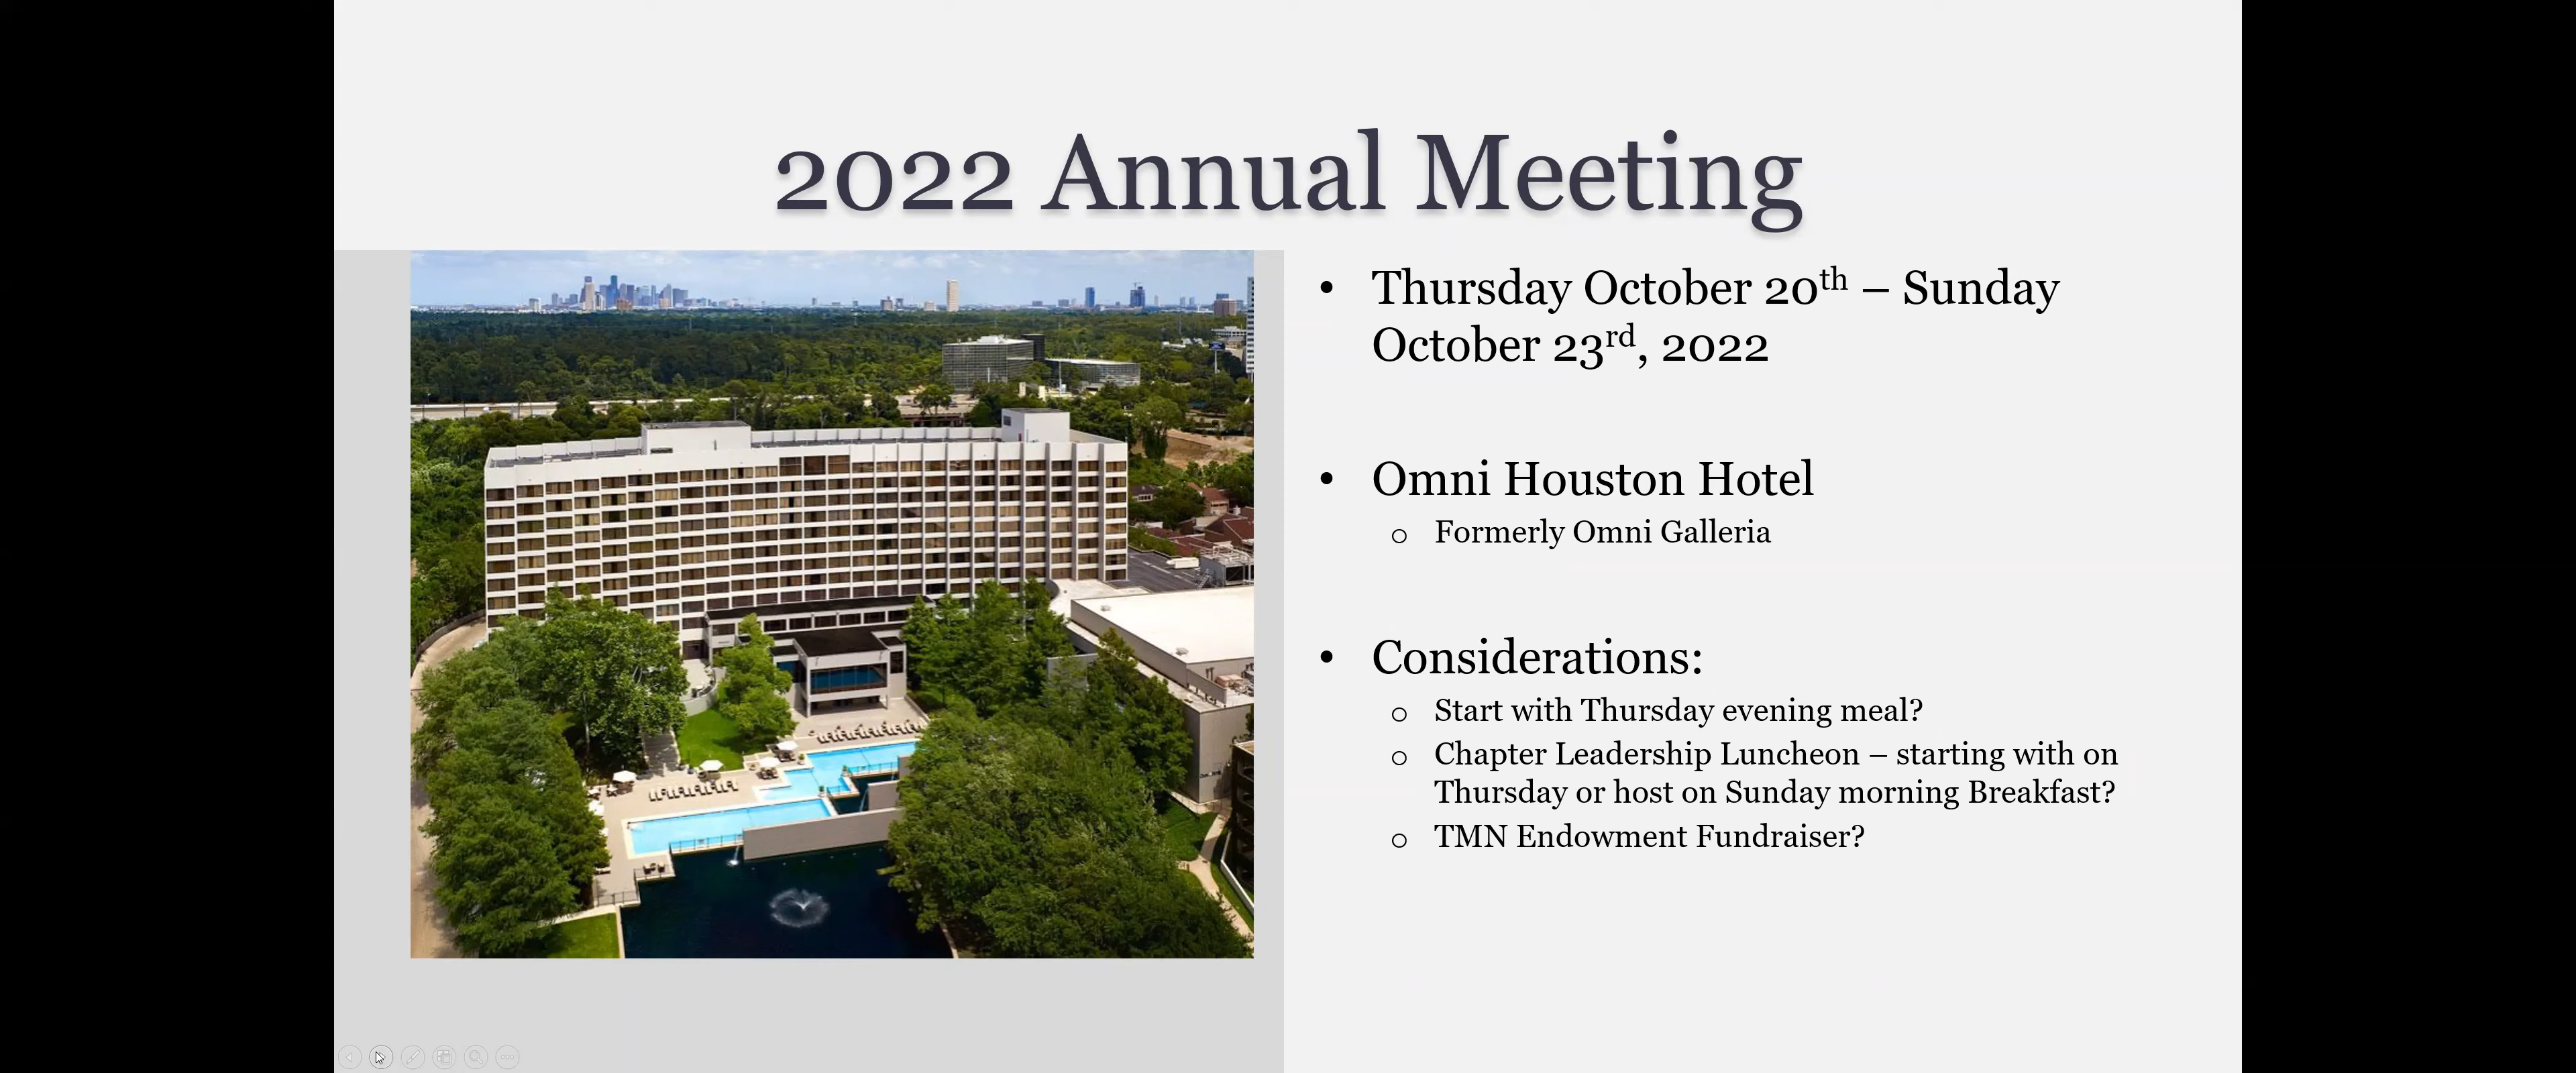 2022 Annual Meeting
• Thursday October 20th – Sunday
October 23rd, 2022
• Omni Houston Hotel
o Formerly Omni Galleria
• Considerations:
o Start with Thursday evening meal?
o Chapter Leadership Luncheon – starting with on
Thursday or host on Sunday morning Breakfast?
o TMN Endowment Fundraiser?